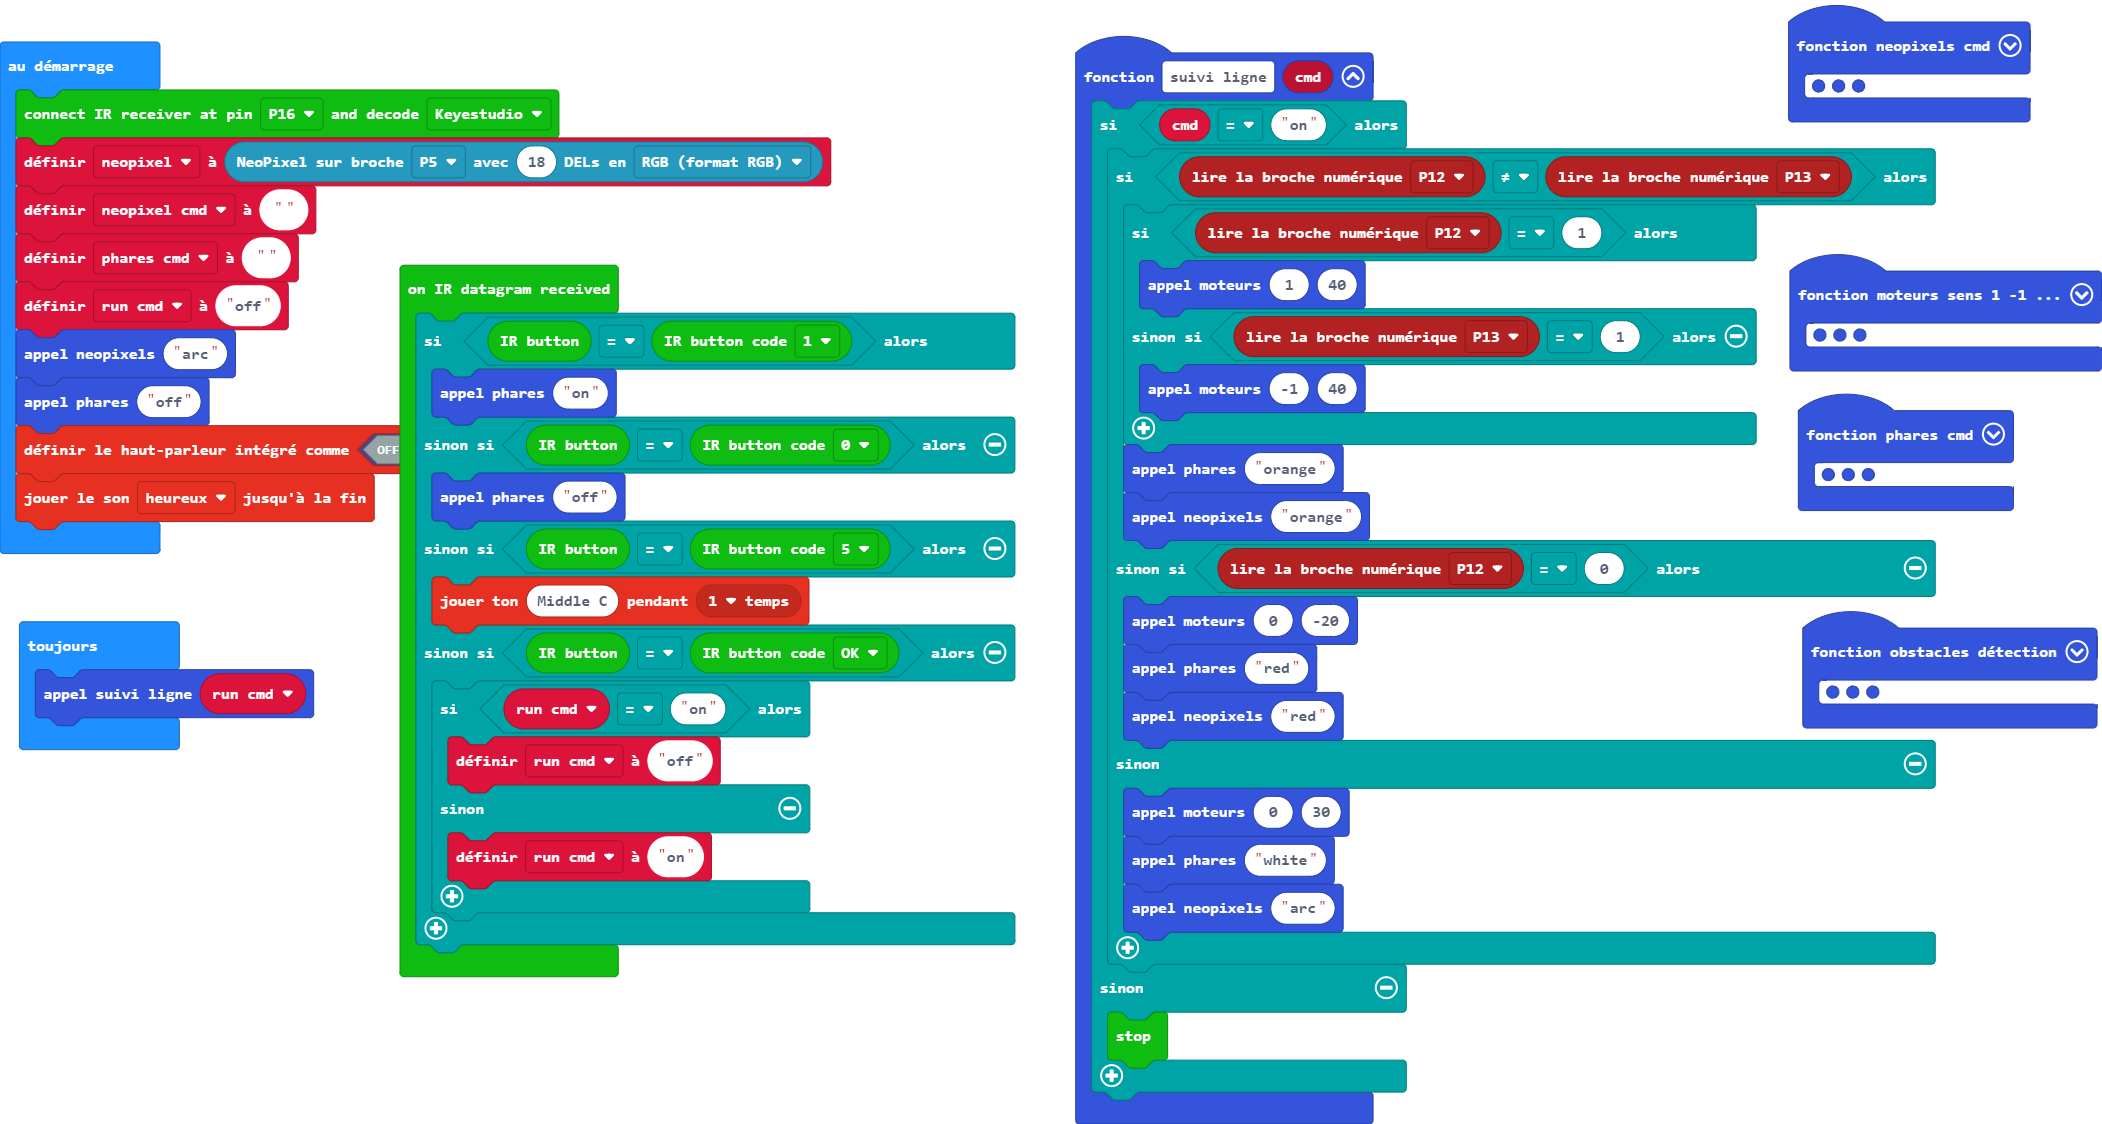 au démarrage
connect IR receiver at pin P16 and decode Keyestudio
définir neopixel à NeoPixel sur broche P5 avec 18 DELs en RGB (format RGB)
définir neopixel cmd à " "
définir phares cmd à " "
définir run cmd à "off"
appel neopixels "arc"
appel phares "off"
définir le haut-parleur intégré comme OFF
jouer le son heureux jusqu'à la fin
toujours
appel suivi ligne run cmd
on IR datagram received
si IR button = IR button code 1 alors
appel phares "on"
sinon si IR button = IR button code 0 alors
appel phares "off"
sinon si IR button = IR button code 5 alors
jouer ton Middle C pendant 1 temps
sinon si IR button = IR button code OK alors
si run cmd = "on" alors
définir run cmd à "off"
sinon
définir run cmd à "on"
fonction suivi ligne cmd
si cmd = "on" alors
si lire la broche numérique P12 ≠ lire la broche numérique P13 alors
si lire la broche numérique P12 = 1 alors
appel moteurs 1 40
sinon si lire la broche numérique P13 = 1 alors
appel moteurs -1 40
appel phares "orange"
appel neopixels "orange"
sinon si lire la broche numérique P12 = 0 alors
appel moteurs 0 -20
appel phares "red"
appel neopixels "red"
sinon
appel moteurs 0 30
appel phares "white"
appel neopixels "arc"
sinon
stop
fonction neopixels cmd
fonction moteurs sens 1 -1 ...
fonction phares cmd
fonction obstacles détection